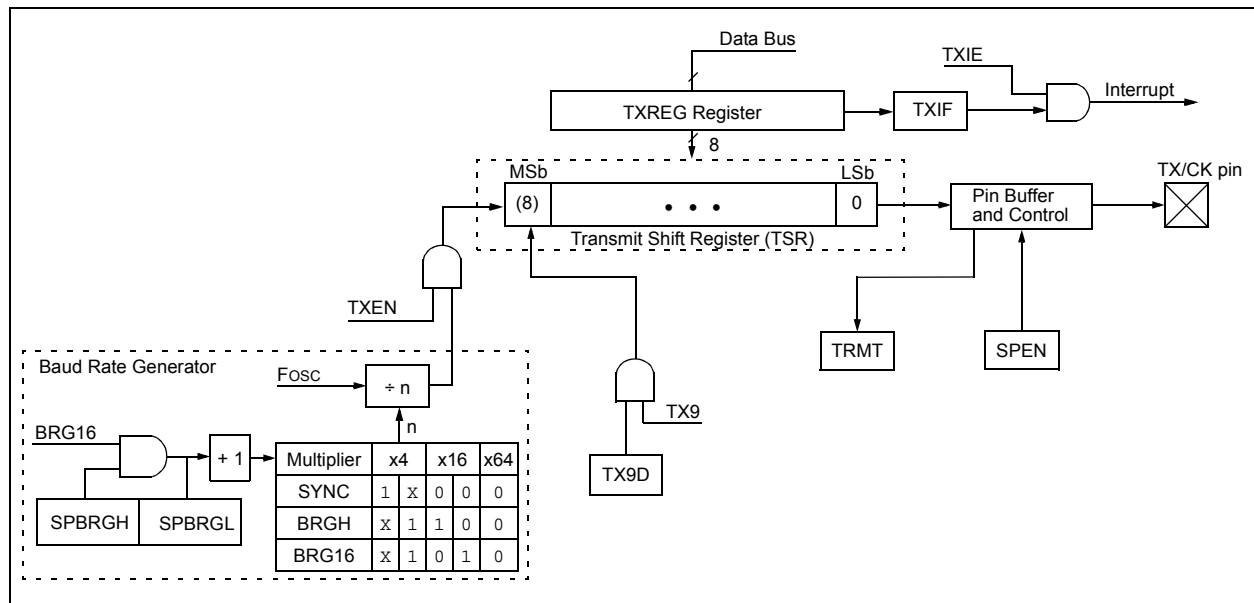 Data Bus
TXIE
Interrupt
TXREG Register
TXIF
8
MSb
LSb
TX/CK pin
(8)
• • •
0
Pin Buffer
and Control
Transmit Shift Register (TSR)
TXEN
TRMT
SPEN
Baud Rate Generator
FOSC
÷ n
TX9
n
BRG16
+ 1
Multiplier x4 x16 x64
SYNC 1 X 0 0 0
BRGH X 1 1 0 0
BRG16 X 1 0 1 0
TX9D
SPBRGH SPBRGL